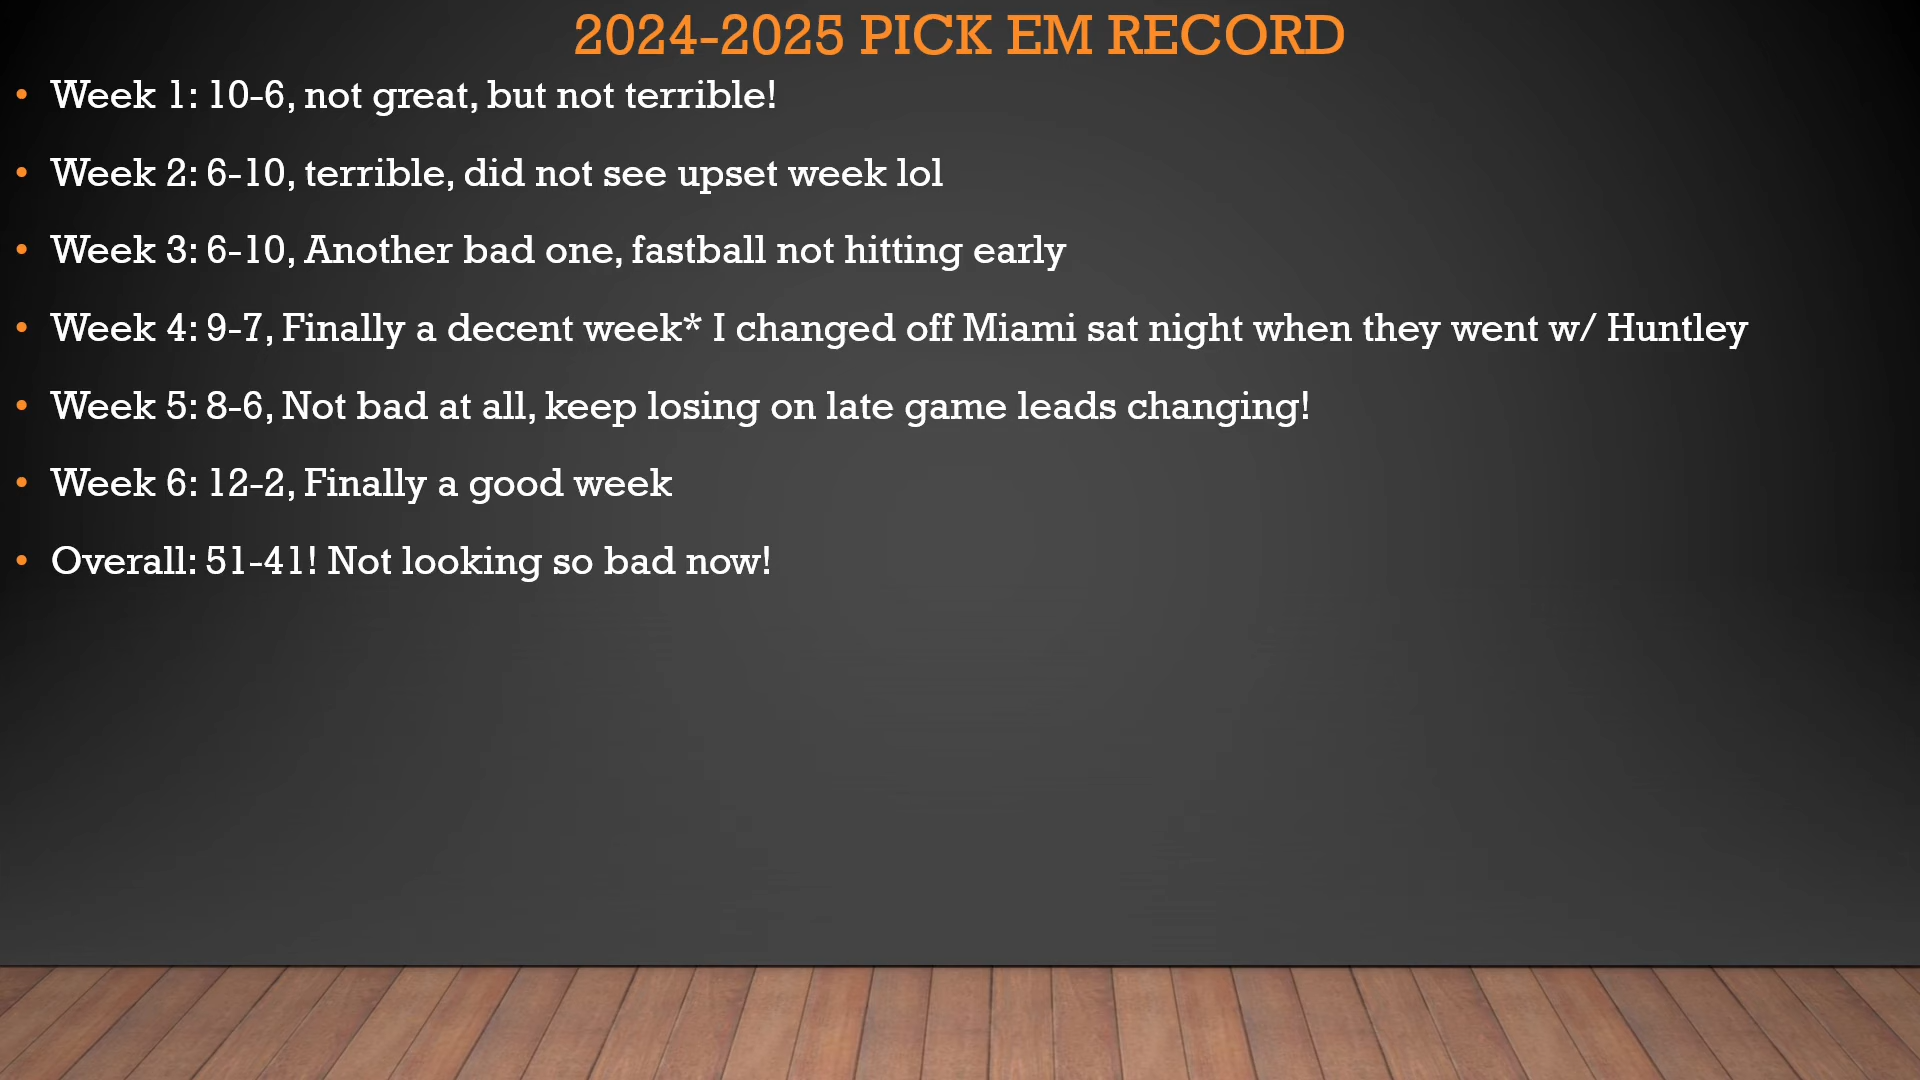 2024-2025 PICK EM RECORD
• Week 1: 10-6, not great, but not terrible!
• Week 2: 6-10, terrible, did not see upset week lol
• Week 3: 6-10, Another bad one, fastball not hitting early
• Week 4: 9-7, Finally a decent week* I changed off Miami sat night when they went w/ Huntley
• Week 5: 8-6, Not bad at all, keep losing on late game leads changing!
• Week 6: 12-2, Finally a good week
• Overall: 51-41! Not looking so bad now!